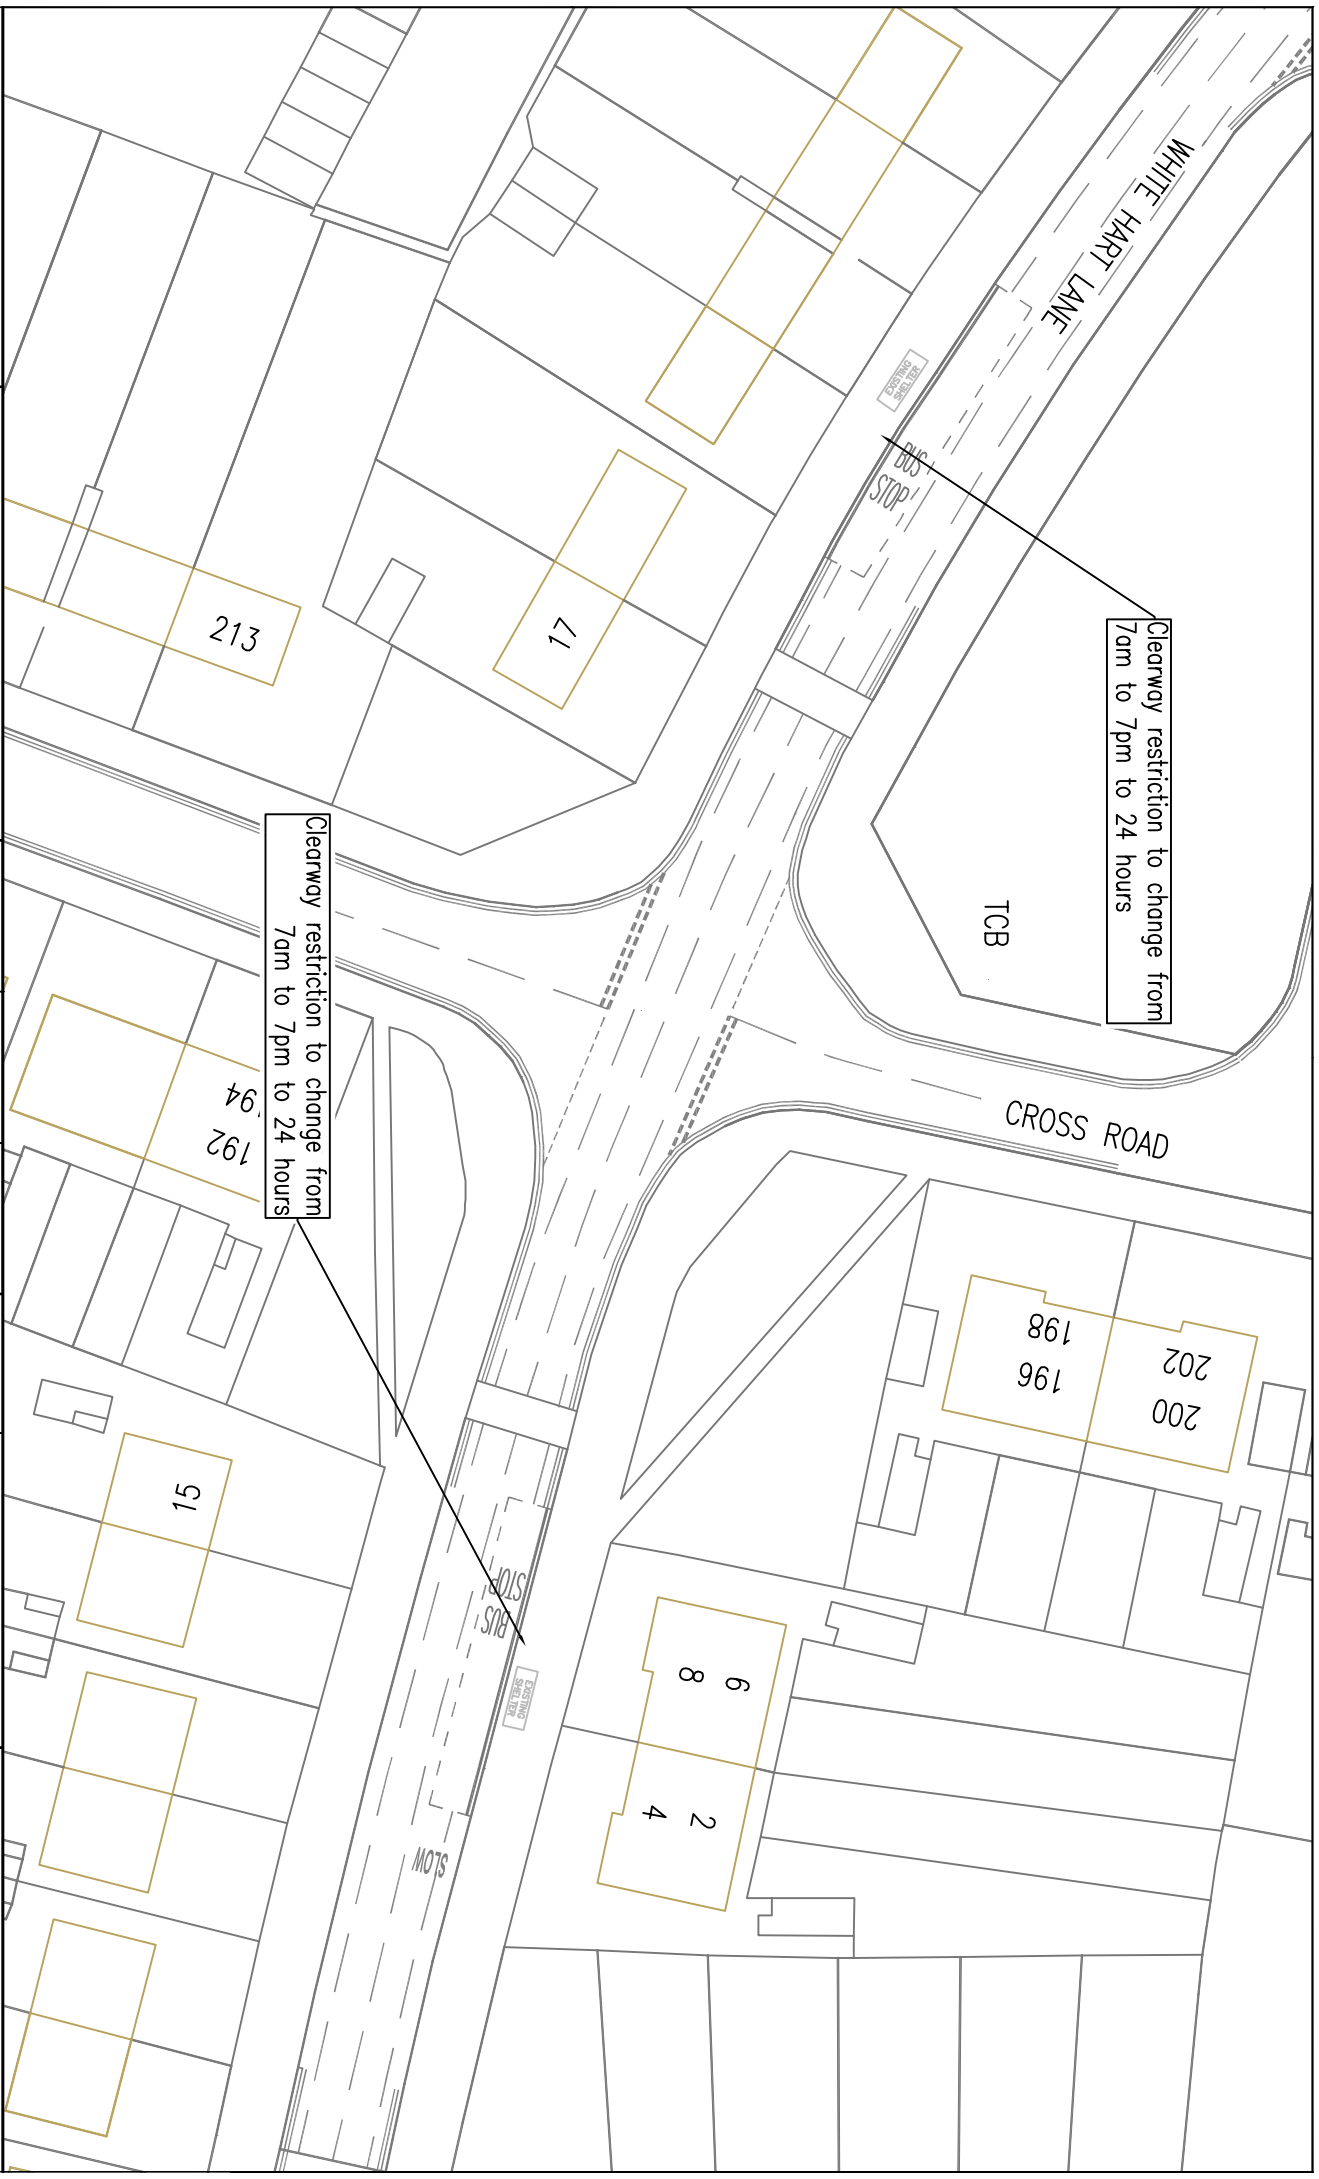 WHITE HART LANE
EXISTING
SHELTER
BUS
STOP
Clearway restriction to change from
7am to 7pm to 24 hours
17
213
TCB
CROSS ROAD
Clearway restriction to change from
7am to 7pm to 24 hours
194
192
198
196
202
200
15
STOP
BUS
EXISTING
SHELTER
6
8
2
4
SLOW